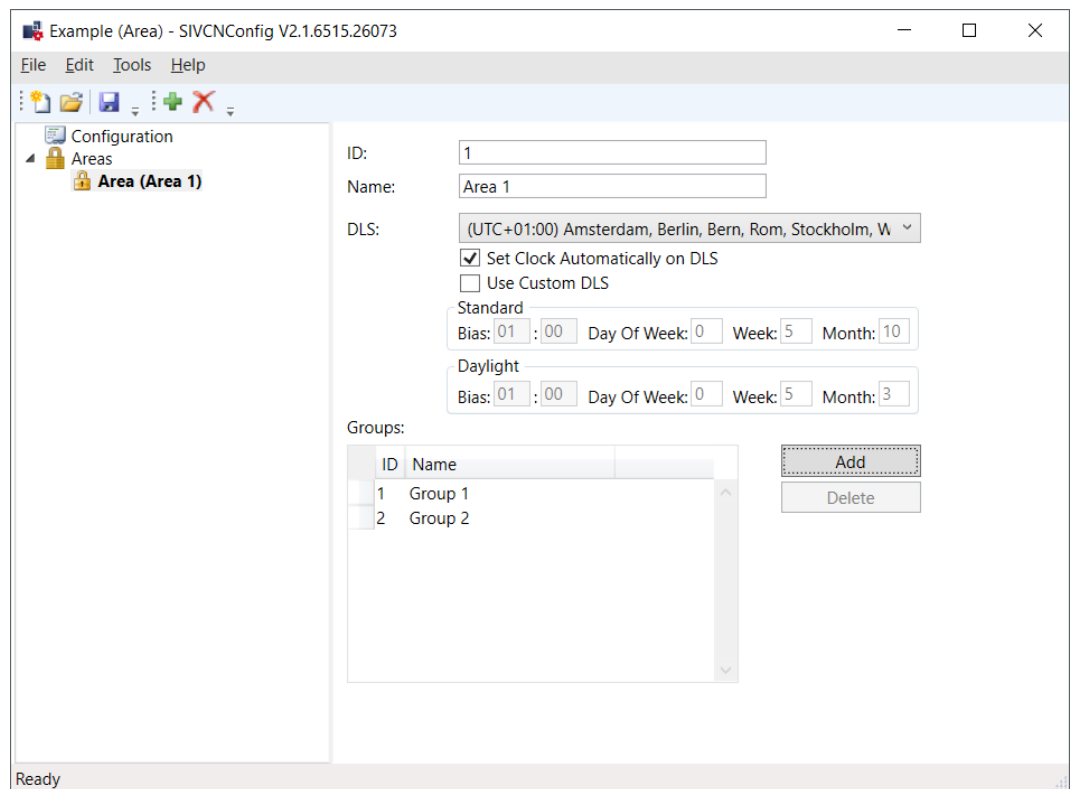 Example (Area) - SIVCNConfig V2.1.6515.26073
File Edit Tools Help
Configuration
Areas
Area (Area 1)
ID: 1
Name: Area 1
DLS: (UTC+01:00) Amsterdam, Berlin, Bern, Rom, Stockholm, W
Set Clock Automatically on DLS
Use Custom DLS
Standard
Bias: 01 : 00 Day Of Week: 0 Week: 5 Month: 10
Daylight
Bias: 01 : 00 Day Of Week: 0 Week: 5 Month: 3
Groups:
ID Name
1 Group 1
2 Group 2
Add
Delete
Ready